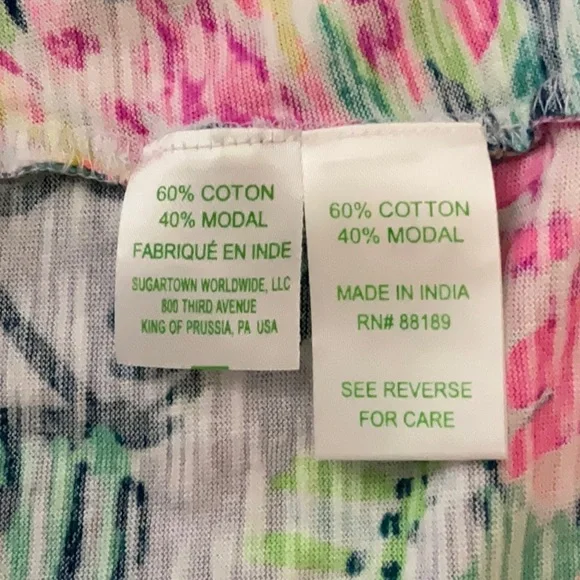 60% COTON
40% MODAL
FABRIQUÉ EN INDE
SUGARTOWN WORLDWIDE, LLC
800 THIRD AVENUE
KING OF PRUSSIA, PA USA
60% COTTON
40% MODAL
MADE IN INDIA
RN# 88189
SEE REVERSE
FOR CARE